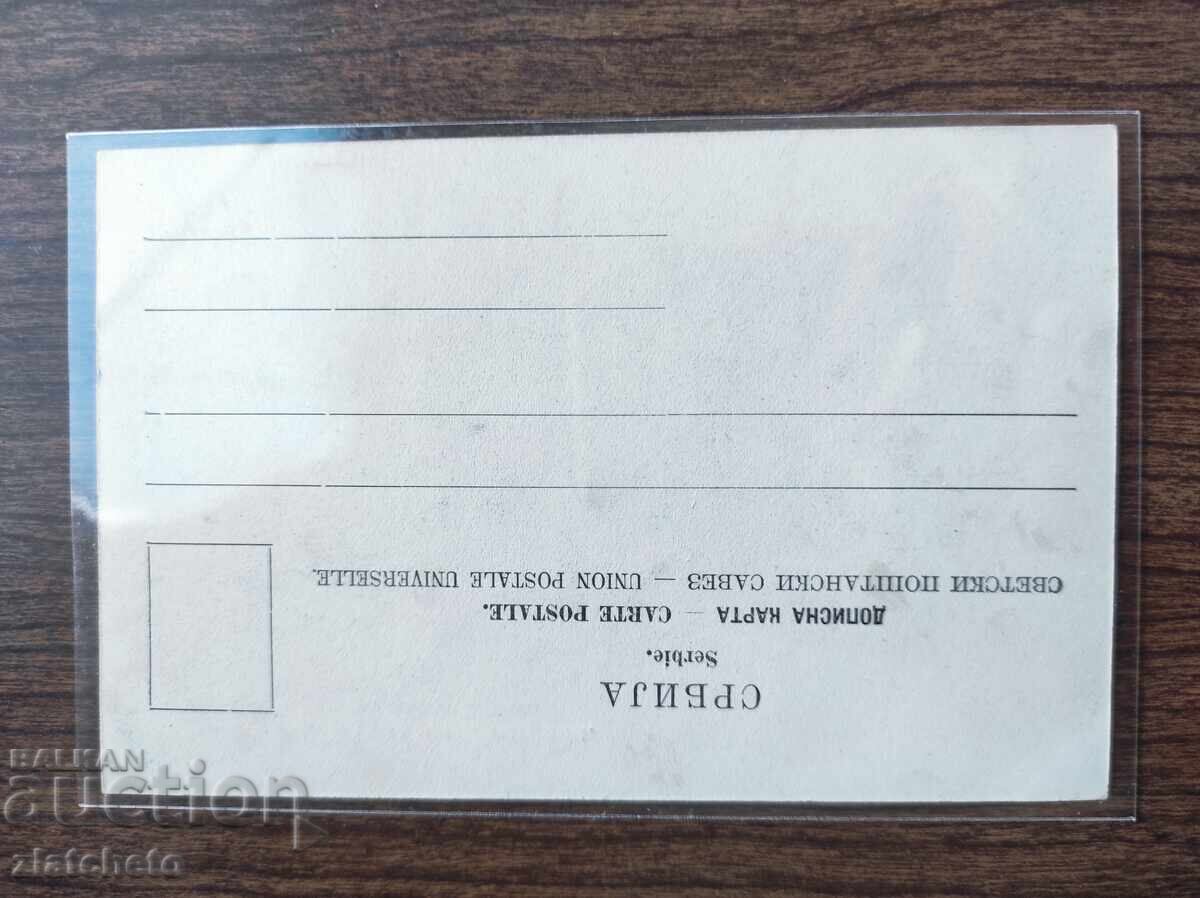 СРБИЈА
Serbie.
ДОПИСНА КАРТА — CARTE POSTALE.
СВЕТСКИ ПОШТАНСКИ САВЕЗ — UNION POSTALE UNIVERSELLE.
BALKAN
auction
zlatcheto